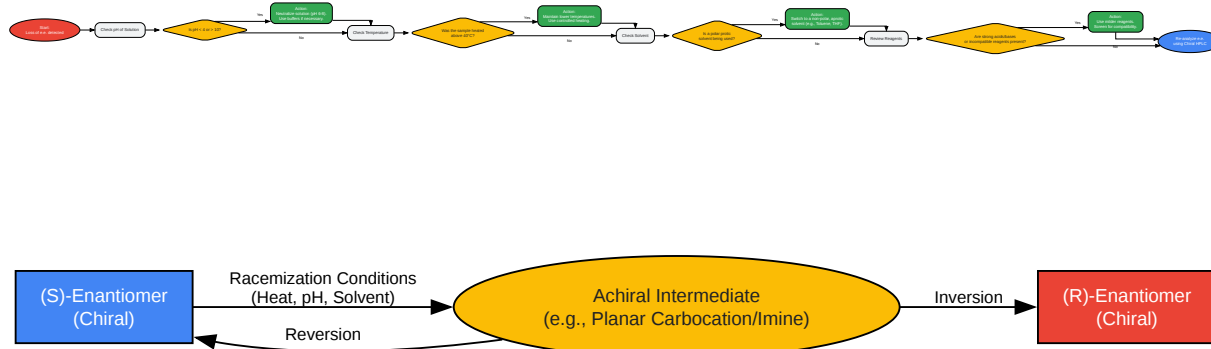 Start:
Loss of e.e. detected
Check pH of Solution
Is pH < 3 or > 10?
Yes
No
Action:
Neutralize solution (pH 6-8).
Use buffers if necessary.
Check Temperature
Was the sample heated
above 40°C?
Yes
No
Action:
Maintain lower temperatures.
Use controlled heating.
Check Solvent
Is a polar protic
solvent being used?
Yes
No
Action:
Switch to a non-polar, aprotic
solvent (e.g., Toluene, THF).
Review Reagents
Are strong acids/bases
or incompatible reagents present?
Yes
No
Action:
Use milder reagents.
Screen for compatibility.
Re-analyze e.e.
using Chiral HPLC
(S)-Enantiomer
(Chiral)
Racemization Conditions
(Heat, pH, Solvent)
Reversion
Achiral Intermediate
(e.g., Planar Carbocation/Imine)
Inversion
(R)-Enantiomer
(Chiral)